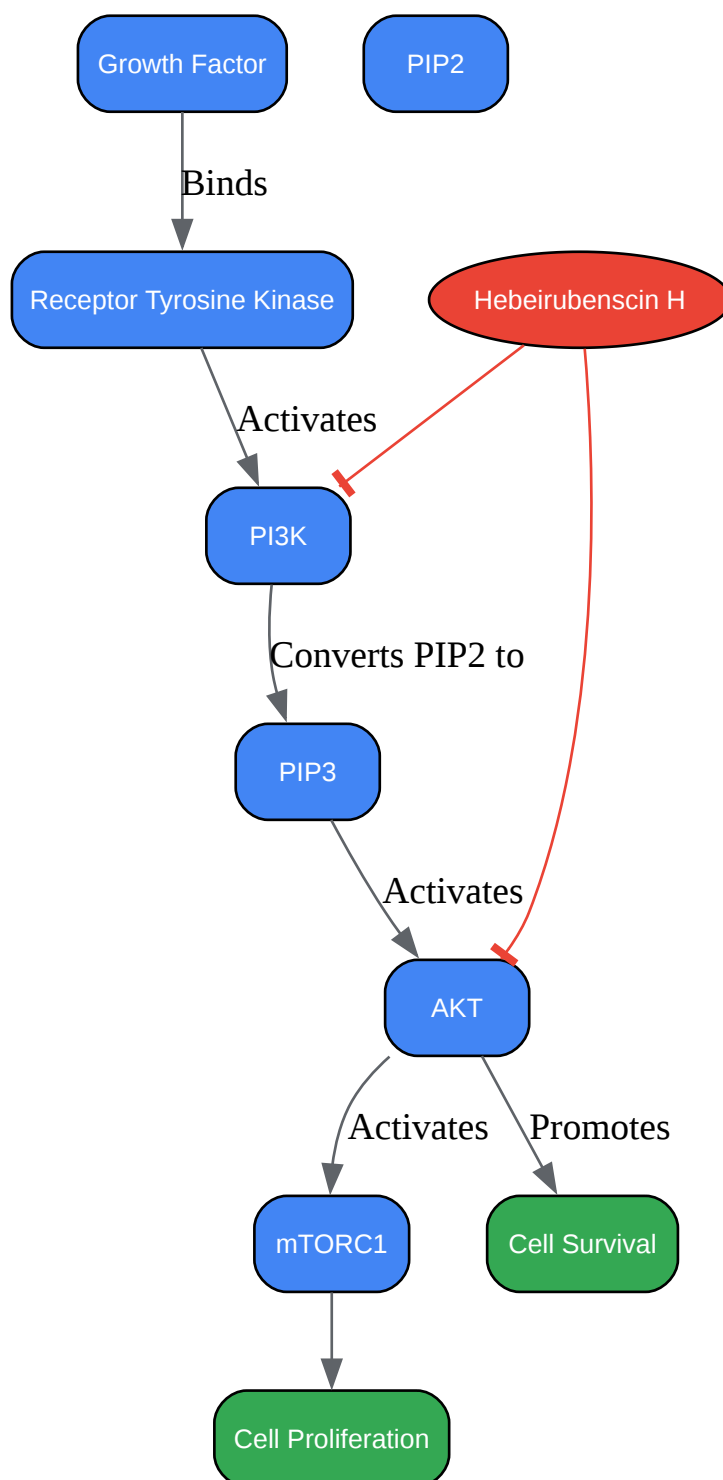 Growth Factor
PIP2
Binds
Receptor Tyrosine Kinase
Hebeirubenscin H
Activates
PI3K
Converts PIP2 to
PIP3
Activates
AKT
Activates
Promotes
mTORC1
Cell Survival
Cell Proliferation